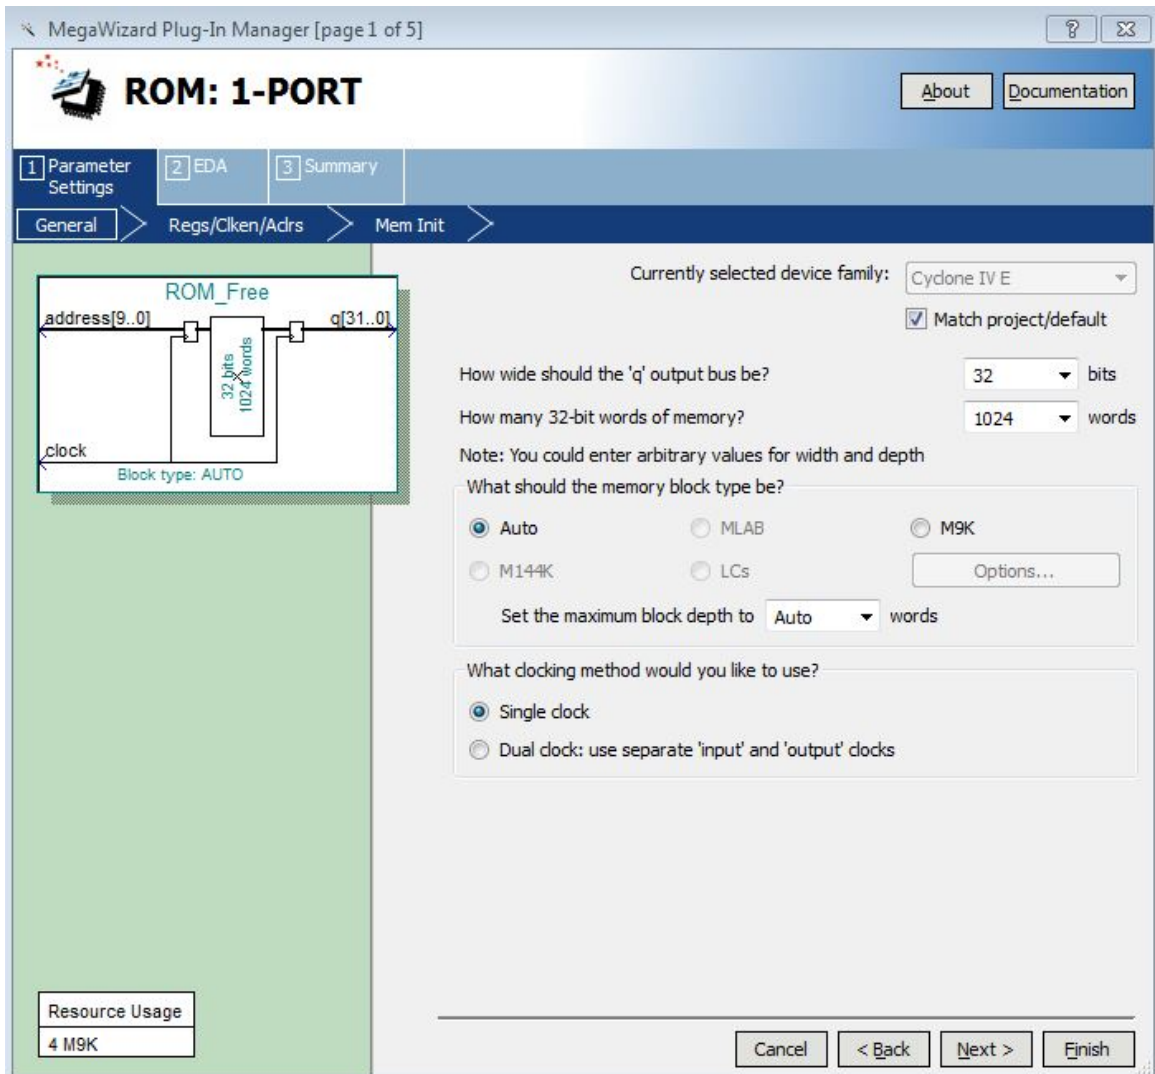 MegaWizard Plug-In Manager [page 1 of 5]
ROM: 1-PORT
About
Documentation
1 Parameter Settings
2 EDA
3 Summary
General
Regs/Clken/Aclrs
Mem Init
ROM_Free
address[9..0]
q[31..0]
32 bits
1024 words
clock
Block type: AUTO
Currently selected device family:
Cyclone IV E
Match project/default
How wide should the 'q' output bus be?
32
bits
How many 32-bit words of memory?
1024
words
Note: You could enter arbitrary values for width and depth
What should the memory block type be?
Auto
MLAB
M9K
M144K
LCs
Options...
Set the maximum block depth to
Auto
words
What clocking method would you like to use?
Single clock
Dual clock: use separate 'input' and 'output' clocks
Resource Usage
4 M9K
Cancel
< Back
Next >
Finish